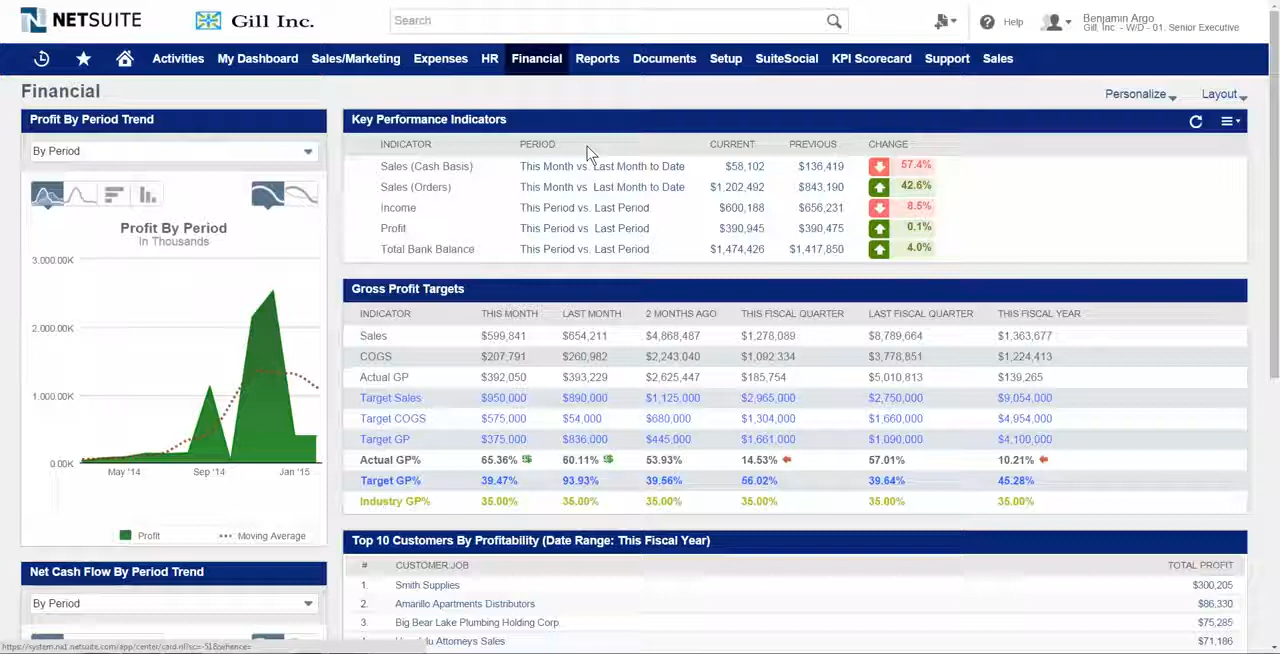 NETSUITE Gill Inc. Search Help Benjamin Argo
Gill, Inc. - W/D - 01. Senior Executive
Activities My Dashboard Sales/Marketing Expenses HR Financial Reports Documents Setup SuiteSocial KPI Scorecard Support Sales
Financial
Personalize Layout
Profit By Period Trend
By Period
Profit By Period
In Thousands
3,000.00K
2,000.00K
1,000.00K
0.00K
May '14 Sep '14 Jan '15
Profit Moving Average
Net Cash Flow By Period Trend
By Period
Key Performance Indicators
INDICATOR PERIOD CURRENT PREVIOUS CHANGE
Sales (Cash Basis) This Month vs. Last Month to Date $58,102 $136,419 57.4%
Sales (Orders) This Month vs. Last Month to Date $1,202,492 $843,190 42.6%
Income This Period vs. Last Period $600,188 $656,231 8.5%
Profit This Period vs. Last Period $390,945 $390,475 0.1%
Total Bank Balance This Period vs. Last Period $1,474,426 $1,417,850 4.0%
Gross Profit Targets
INDICATOR THIS MONTH LAST MONTH 2 MONTHS AGO THIS FISCAL QUARTER LAST FISCAL QUARTER THIS FISCAL YEAR
Sales $599,841 $654,211 $4,868,487 $1,278,089 $8,789,664 $1,363,677
COGS $207,791 $260,982 $2,243,040 $1,092,334 $3,778,851 $1,224,413
Actual GP $392,050 $393,229 $2,625,447 $185,754 $5,010,813 $139,265
Target Sales $950,000 $890,000 $1,125,000 $2,965,000 $2,750,000 $9,054,000
Target COGS $575,000 $54,000 $680,000 $1,304,000 $1,660,000 $4,954,000
Target GP $375,000 $836,000 $445,000 $1,661,000 $1,090,000 $4,100,000
Actual GP% 65.36% 60.11% 53.93% 14.53% 57.01% 10.21%
Target GP% 39.47% 93.93% 39.56% 56.02% 39.64% 45.28%
Industry GP% 35.00% 35.00% 35.00% 35.00% 35.00% 35.00%
Top 10 Customers By Profitability (Date Range: This Fiscal Year)
# CUSTOMER:JOB TOTAL PROFIT
1. Smith Supplies $300,205
2. Amarillo Apartments Distributors $86,330
3. Big Bear Lake Plumbing Holding Corp. $75,285
Attorneys Sales $71,186